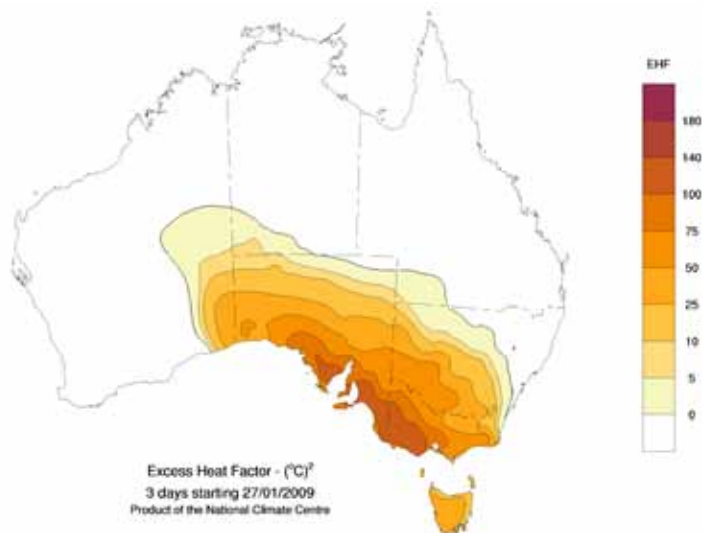 EHF
180
140
100
75
50
25
10
5
0
Excess Heat Factor - (°C)²
3 days starting 27/01/2009
Product of the National Climate Centre